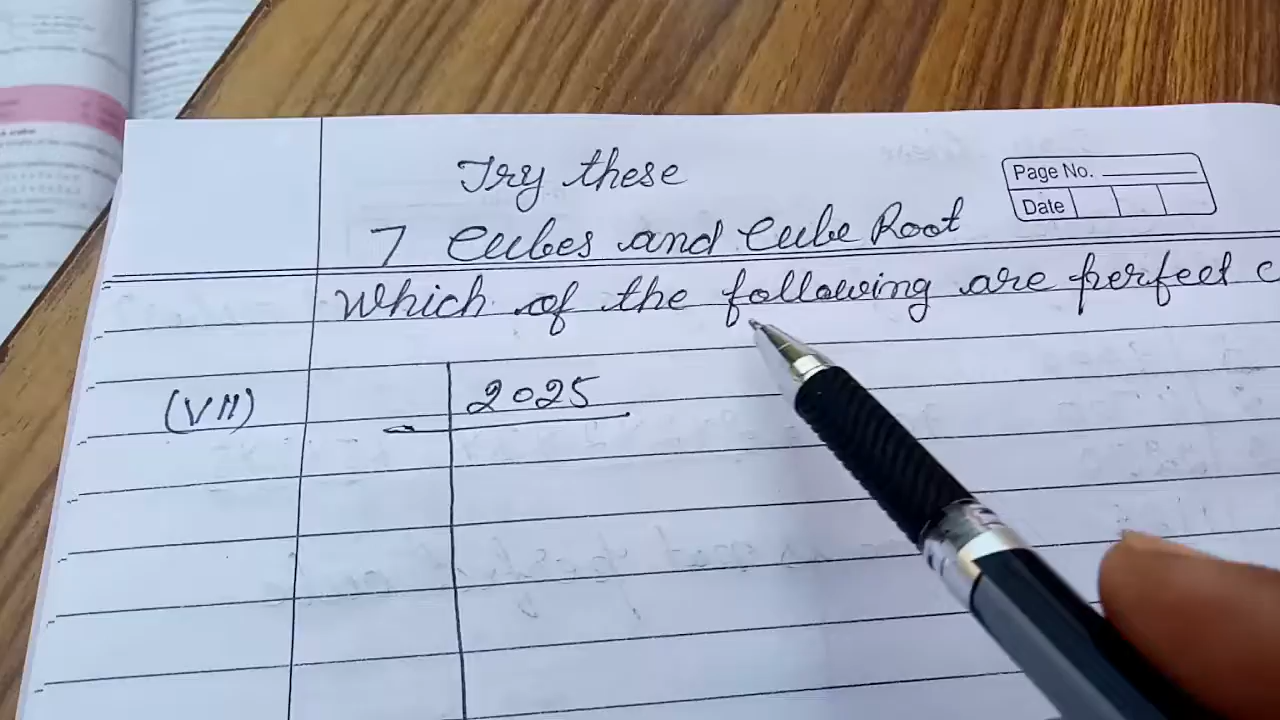 Try these
Page No.
Date
7 Cubes and Cube Root
Which of the following are perfect c
(VII) 2025